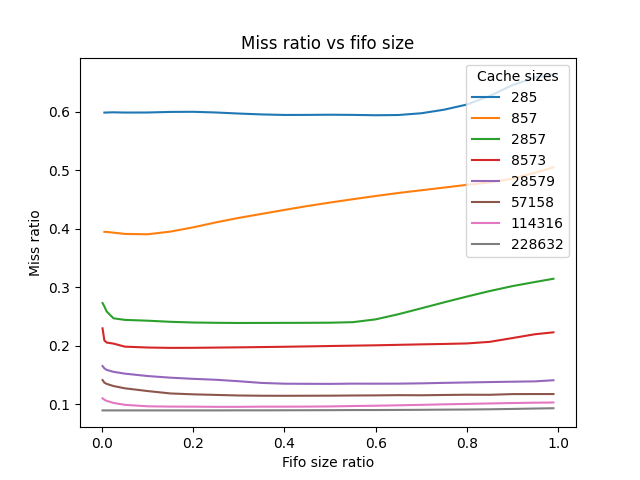 Miss ratio vs fifo size
Cache sizes
285
857
2857
8573
28579
57158
114316
228632
0.6
0.5
0.4
0.3
0.2
0.1
Miss ratio
0.0 0.2 0.4 0.6 0.8 1.0
Fifo size ratio